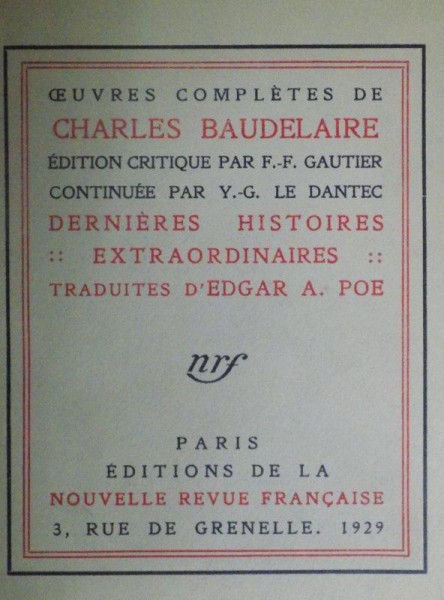 ŒUVRES COMPLÈTES DE
CHARLES BAUDELAIRE
ÉDITION CRITIQUE PAR F.-F. GAUTIER
CONTINUÉE PAR Y.-G. LE DANTEC
DERNIÈRES HISTOIRES
:: EXTRAORDINAIRES ::
TRADUITES D'EDGAR A. POE
nrf
PARIS
ÉDITIONS DE LA
NOUVELLE REVUE FRANÇAISE
3, RUE DE GRENELLE. 1929